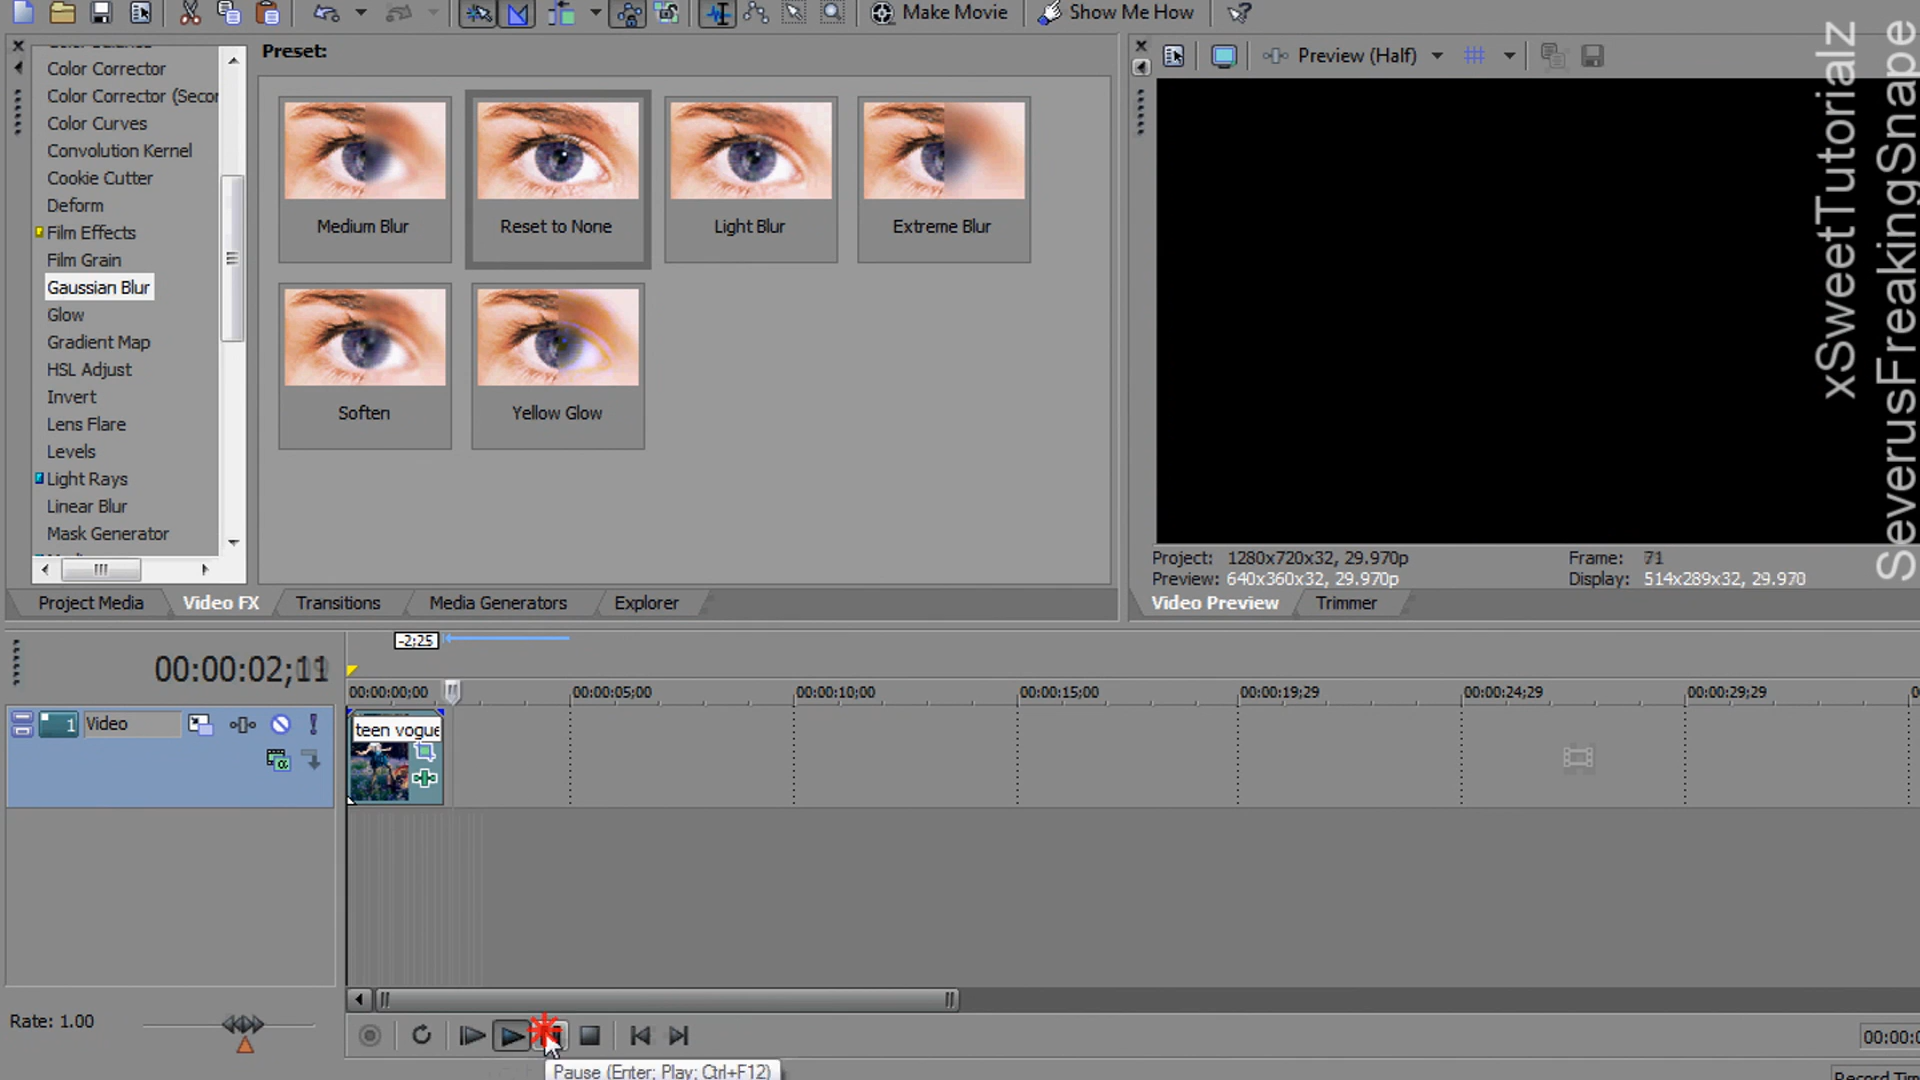 Make Movie
Show Me How
Color Corrector
Color Corrector (Secon
Color Curves
Convolution Kernel
Cookie Cutter
Deform
Film Effects
Film Grain
Gaussian Blur
Glow
Gradient Map
HSL Adjust
Invert
Lens Flare
Levels
Light Rays
Linear Blur
Mask Generator
Preset:
Medium Blur
Reset to None
Light Blur
Extreme Blur
Soften
Yellow Glow
Preview (Half)
xSweetTutorialz
SeverusFreakingSnape
Project: 1280x720x32, 29.970p
Frame: 71
Preview: 640x360x32, 29.970p
Display: 514x289x32, 29.970
Project Media
Video FX
Transitions
Media Generators
Explorer
Video Preview
Trimmer
-2;25
00:00:02;11
00:00:00;00
00:00:05;00
00:00:10;00
00:00:15;00
00:00:19;29
00:00:24;29
00:00:29;29
1
Video
teen vogue
Rate: 1.00
Pause (Enter; Play; Ctrl+F12)
00:00:0
Record Tim